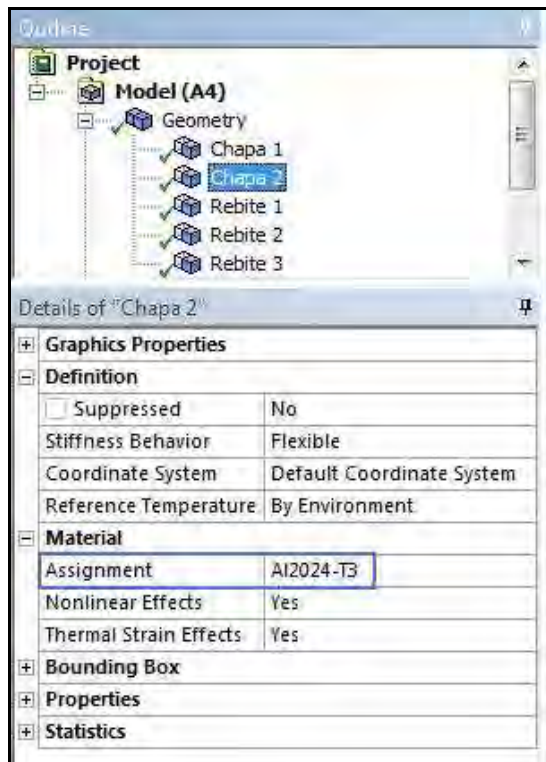 Outline
Project
Model (A4)
Geometry
Chapa 1
Chapa 2
Rebite 1
Rebite 2
Rebite 3
Details of "Chapa 2"
Graphics Properties
Definition
Suppressed No
Stiffness Behavior Flexible
Coordinate System Default Coordinate System
Reference Temperature By Environment
Material
Assignment Al2024-T3
Nonlinear Effects Yes
Thermal Strain Effects Yes
Bounding Box
Properties
Statistics